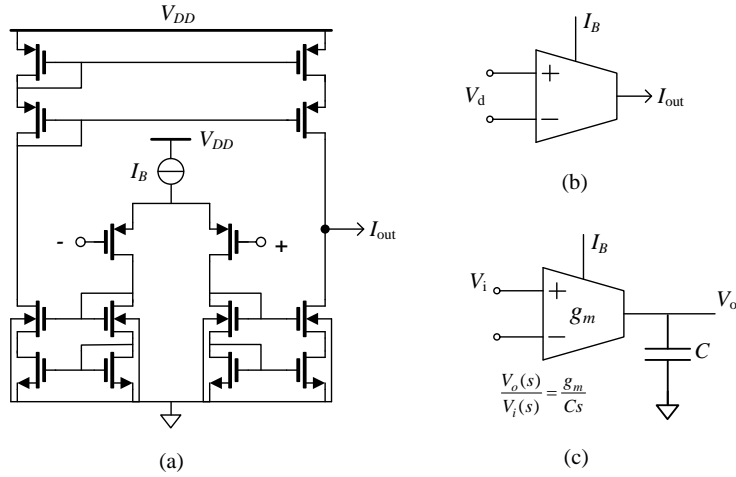 V_DD
V_DD
I_B
- +
I_out
(a)
I_B
V_d
+
−
I_out
(b)
I_B
V_i
+
−
g_m
V_o
C
V_o(s)/V_i(s) = g_m/Cs
(c)